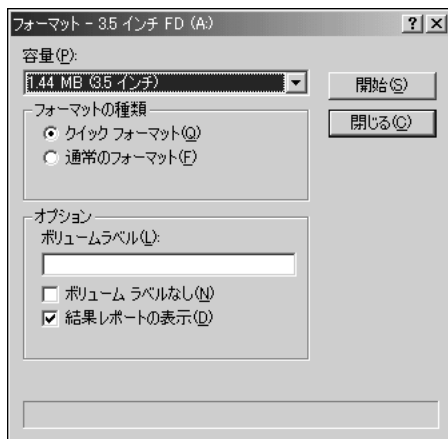 フォーマット - 3.5 インチ FD (A:)
容量(P):
1.44 MB (3.5 インチ)
開始(S)
フォーマットの種類
閉じる(C)
クイック フォーマット(Q)
通常のフォーマット(F)
オプション
ボリュームラベル(L):
ボリューム ラベルなし(N)
結果レポートの表示(D)